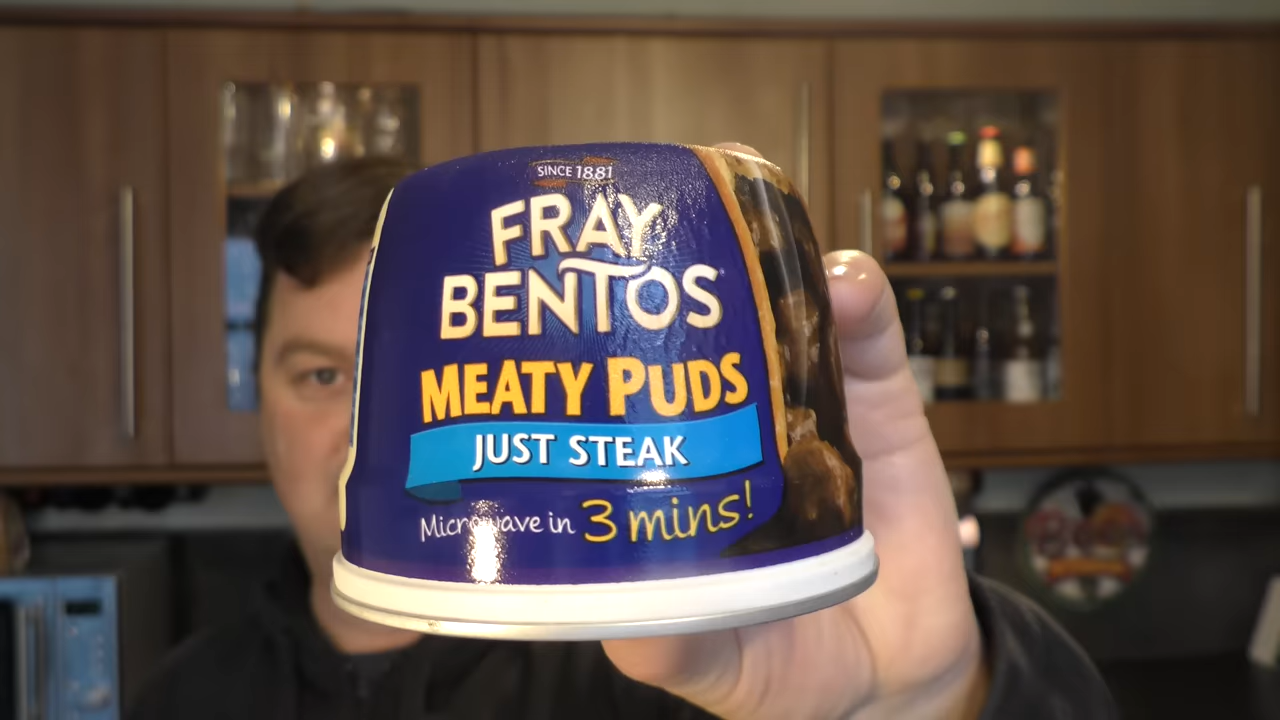 SINCE 1881
FRAY
BENTOS
MEATY PUDS
JUST STEAK
Microwave in 3 mins!